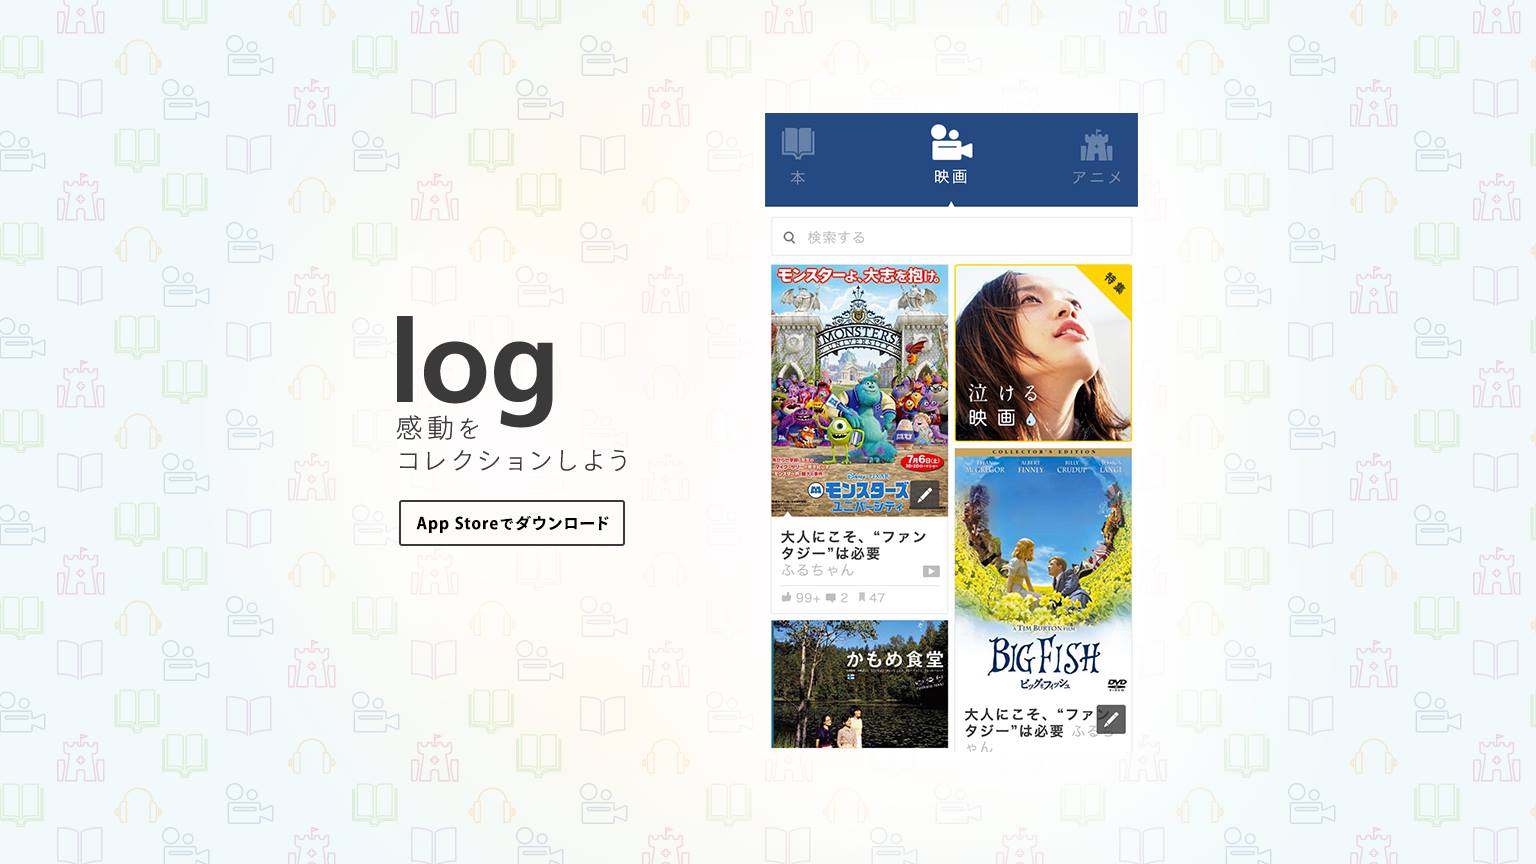 log
感動を
コレクションしよう
App Storeでダウンロード
本
映画
アニメ
検索する
モンスターよ、大志を抱け。
MONSTERS
UNIVERSITY
7月6日(土)
モンスターズ
ユニバーシティ
大人にこそ、“ファン
タジー”は必要
ふるちゃん
99+ 2 47
かもめ食堂
特集
泣ける
映画
COLLECTOR'S EDITION
EWAN McGREGOR ALBERT FINNEY BILLY CRUDUP JESSICA LANGE
A TIM BURTON FILM
BIG FISH
ビッグ・フィッシュ
DVD
VIDEO
大人にこそ、“ファン
タジー”は必要 ふる
ゃん